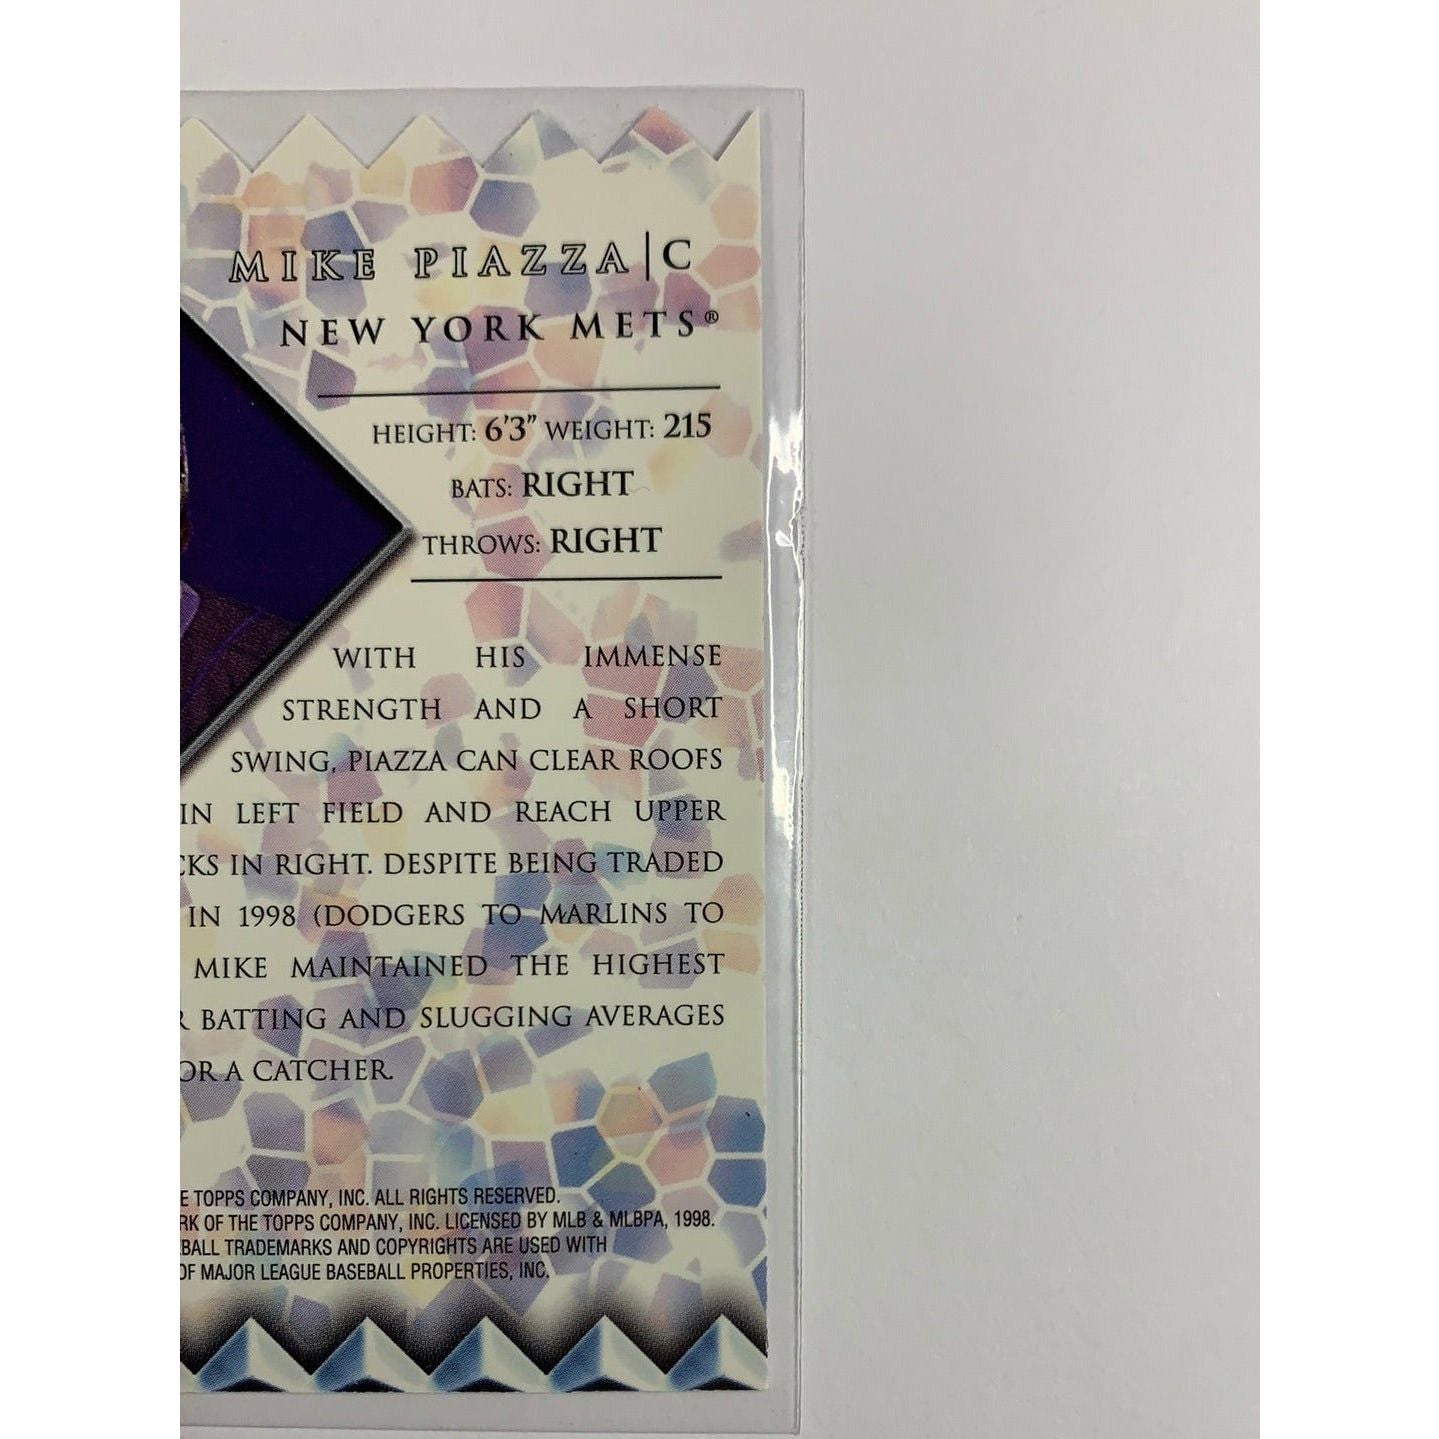 MIKE PIAZZA|C
NEW YORK METS®
HEIGHT: 6'3" WEIGHT: 215
BATS: RIGHT
THROWS: RIGHT
WITH HIS IMMENSE
STRENGTH AND A SHORT
SWING, PIAZZA CAN CLEAR ROOFS
IN LEFT FIELD AND REACH UPPER
CKS IN RIGHT. DESPITE BEING TRADED
IN 1998 (DODGERS TO MARLINS TO
MIKE MAINTAINED THE HIGHEST
R BATTING AND SLUGGING AVERAGES
OR A CATCHER.
E TOPPS COMPANY, INC. ALL RIGHTS RESERVED.
RK OF THE TOPPS COMPANY, INC. LICENSED BY MLB & MLBPA, 1998.
BALL TRADEMARKS AND COPYRIGHTS ARE USED WITH
OF MAJOR LEAGUE BASEBALL PROPERTIES, INC.